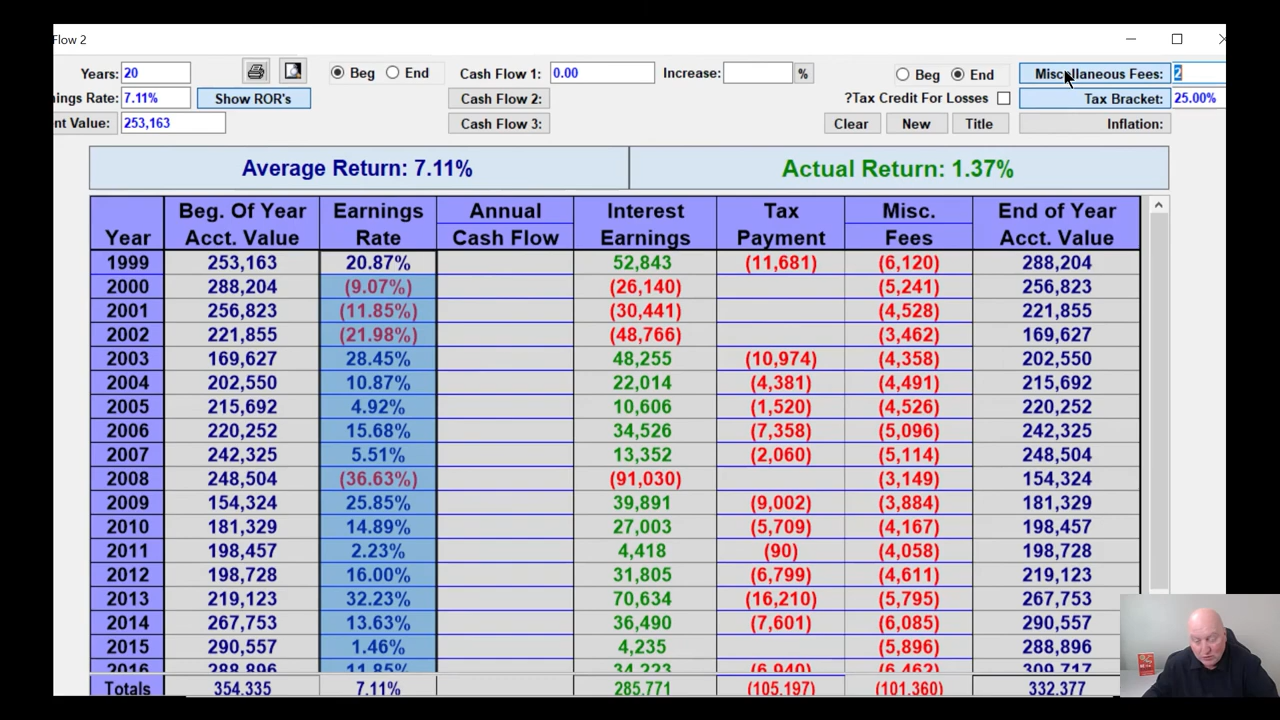 Flow 2
Years: 20 Beg End Cash Flow 1: 0.00 Increase: % Beg End Miscellaneous Fees: 2
ings Rate: 7.11% Show ROR's Cash Flow 2: ?Tax Credit For Losses Tax Bracket: 25.00%
nt Value: 253,163 Cash Flow 3: Clear New Title Inflation:
Average Return: 7.11% Actual Return: 1.37%
Beg. Of Year Earnings Annual Interest Tax Misc. End of Year
Year Acct. Value Rate Cash Flow Earnings Payment Fees Acct. Value
1999 253,163 20.87% 52,843 (11,681) (6,120) 288,204
2000 288,204 (9.07%) (26,140) (5,241) 256,823
2001 256,823 (11.85%) (30,441) (4,528) 221,855
2002 221,855 (21.98%) (48,766) (3,462) 169,627
2003 169,627 28.45% 48,255 (10,974) (4,358) 202,550
2004 202,550 10.87% 22,014 (4,381) (4,491) 215,692
2005 215,692 4.92% 10,606 (1,520) (4,526) 220,252
2006 220,252 15.68% 34,526 (7,358) (5,096) 242,325
2007 242,325 5.51% 13,352 (2,060) (5,114) 248,504
2008 248,504 (36.63%) (91,030) (3,149) 154,324
2009 154,324 25.85% 39,891 (9,002) (3,884) 181,329
2010 181,329 14.89% 27,003 (5,709) (4,167) 198,457
2011 198,457 2.23% 4,418 (90) (4,058) 198,728
2012 198,728 16.00% 31,805 (6,799) (4,611) 219,123
2013 219,123 32.23% 70,634 (16,210) (5,795) 267,753
2014 267,753 13.63% 36,490 (7,601) (6,085) 290,557
2015 290,557 1.46% 4,235 (5,896) 288,896
2016 288,896 11.85% 34,223 (6,940) (6,462) 309,717
Totals 354,335 7.11% 285,771 (105,197) (101,360) 332,377